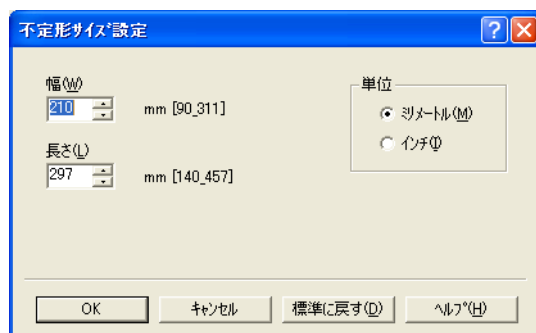 不定形ｻｲｽﾞ設定
幅(W)
210 mm [90_311]
長さ(L)
297 mm [140_457]
単位
ﾐﾘﾒｰﾄﾙ(M)
ｲﾝﾁ(I)
OK ｷｬﾝｾﾙ 標準に戻す(D) ﾍﾙﾌﾟ(H)